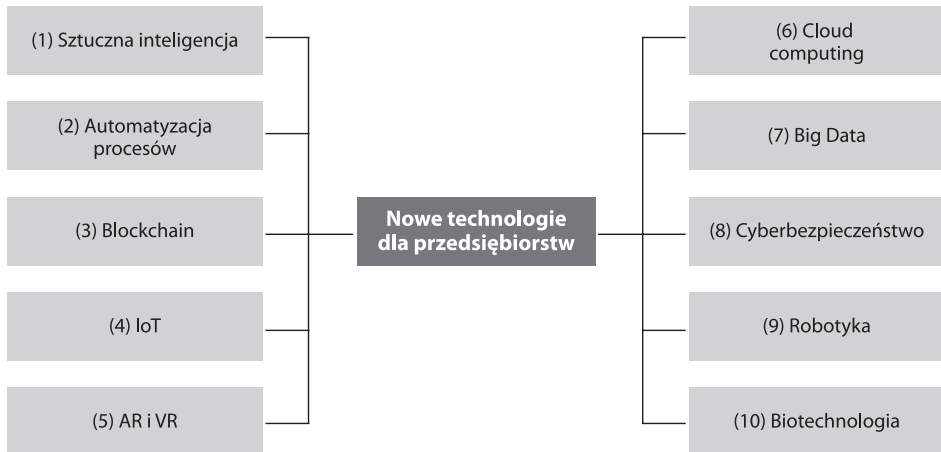 (1) Sztuczna inteligencja
(2) Automatyzacja
procesów
(3) Blockchain
(4) IoT
(5) AR i VR
Nowe technologie
dla przedsiębiorstw
(6) Cloud
computing
(7) Big Data
(8) Cyberbezpieczeństwo
(9) Robotyka
(10) Biotechnologia